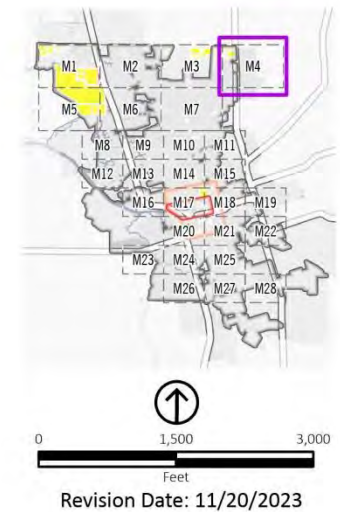 M1 M2 M3 M4
M5 M6 M7
M8 M9 M10 M11
M12 M13 M14 M15
M16 M17 M18 M19
M20 M21 M22
M23 M24 M25
M26 M27 M28
0 1,500 3,000
Feet
Revision Date: 11/20/2023